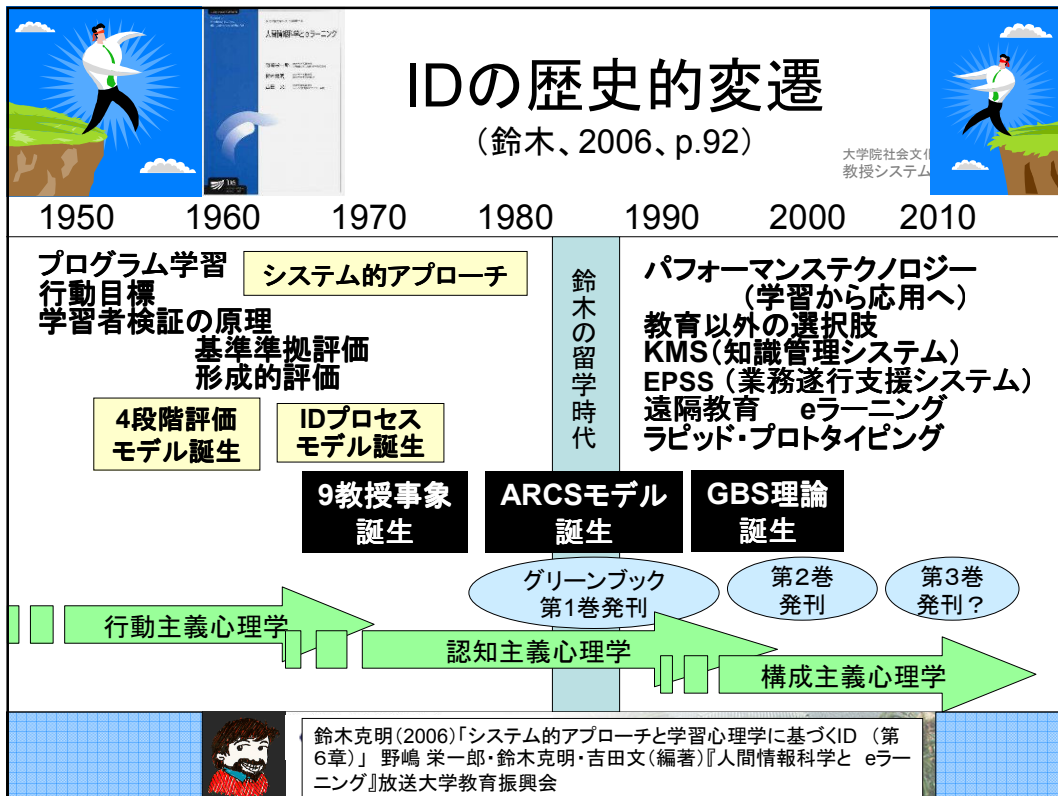 人間情報科学とeラーニング
IDの歴史的変遷
(鈴木、2006、p.92)
大学院社会文化
教授システム
1950 1960 1970 1980 1990 2000 2010
プログラム学習
行動目標
学習者検証の原理
基準準拠評価
形成的評価
システム的アプローチ
4段階評価
モデル誕生
IDプロセス
モデル誕生
鈴木の留学時代
パフォーマンステクノロジー
(学習から応用へ)
教育以外の選択肢
KMS(知識管理システム)
EPSS (業務遂行支援システム)
遠隔教育 eラーニング
ラピッド・プロトタイピング
9教授事象
誕生
ARCSモデル
誕生
GBS理論
誕生
グリーンブック
第1巻発刊
第2巻
発刊
第3巻
発刊?
行動主義心理学
認知主義心理学
構成主義心理学
鈴木克明(2006)「システム的アプローチと学習心理学に基づくID (第
6章)」 野嶋 栄一郎・鈴木克明・吉田文(編著)『人間情報科学と eラー
ニング』放送大学教育振興会